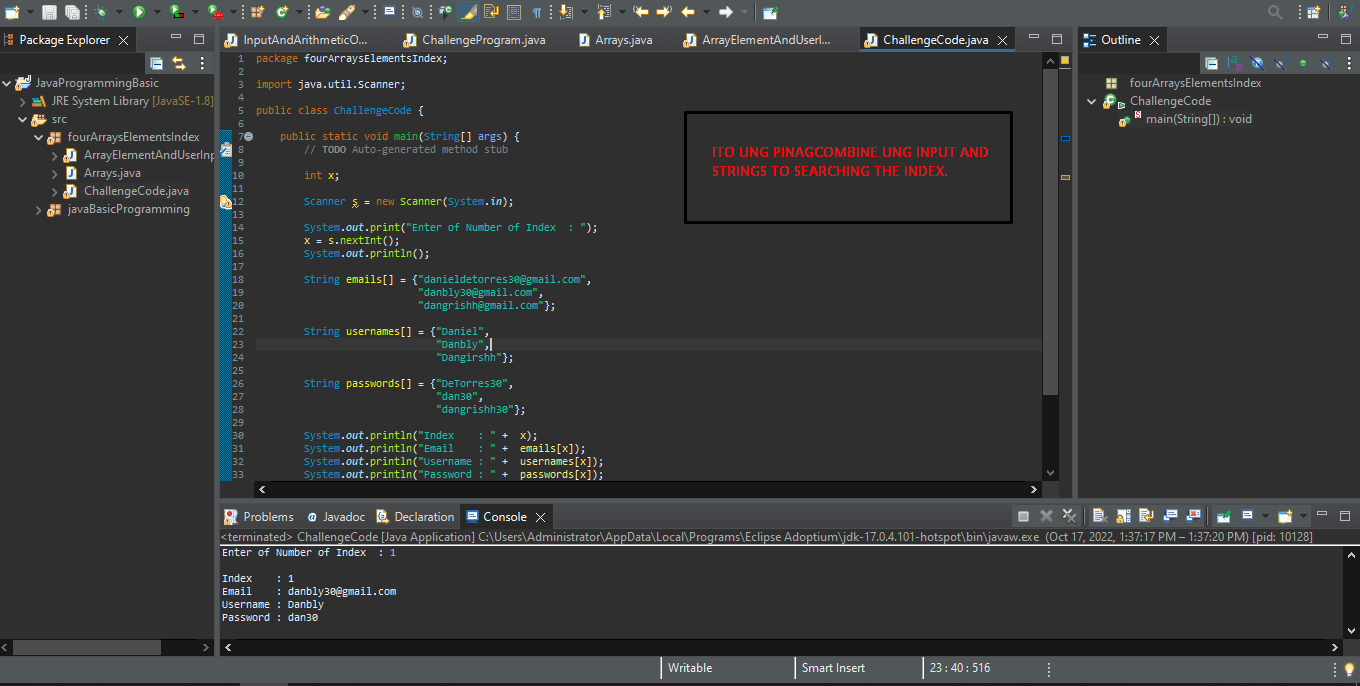 Package Explorer
InputAndArithmeticO...
ChallengeProgram.java
Arrays.java
ArrayElementAndUserI...
ChallengeCode.java
Outline
JavaProgrammingBasic
JRE System Library [JavaSE-1.8]
src
fourArraysElementsIndex
ArrayElementAndUserInp
Arrays.java
ChallengeCode.java
javaBasicProgramming
1 package fourArraysElementsIndex;
2
3 import java.util.Scanner;
4
5 public class ChallengeCode {
6
7 public static void main(String[] args) {
8 // TODO Auto-generated method stub
9
10 int x;
11
12 Scanner s = new Scanner(System.in);
13
14 System.out.print("Enter of Number of Index  : ");
15 x = s.nextInt();
16 System.out.println();
17
18 String emails[] = {"danieldetorres30@gmail.com",
19 "danbly30@gmail.com",
20 "dangrishh@gmail.com"};
21
22 String usernames[] = {"Daniel",
23 "Danbly",
24 "Dangirshh"};
25
26 String passwords[] = {"DeTorres30",
27 "dan30",
28 "dangrishh30"};
29
30 System.out.println("Index    : " +  x);
31 System.out.println("Email    : " +  emails[x]);
32 System.out.println("Username : " +  usernames[x]);
33 System.out.println("Password : " +  passwords[x]);
ITO UNG PINAGCOMBINE UNG INPUT AND
STRINGS TO SEARCHING THE INDEX.
fourArraysElementsIndex
ChallengeCode
main(String[]) : void
Problems
Javadoc
Declaration
Console
<terminated> ChallengeCode [Java Application] C:\Users\Administrator\AppData\Local\Programs\Eclipse Adoptium\jdk-17.0.4.101-hotspot\bin\javaw.exe  (Oct 17, 2022, 1:37:17 PM – 1:37:20 PM) [pid: 10128]
Enter of Number of Index  : 1
Index    : 1
Email    : danbly30@gmail.com
Username : Danbly
Password : dan30
Writable
Smart Insert
23 : 40 : 516